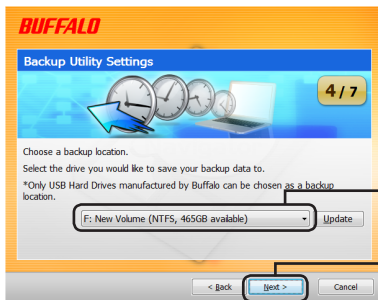 BUFFALO
Backup Utility Settings
4 / 7
Choose a backup location.
Select the drive you would like to save your backup data to.
*Only USB Hard Drives manufactured by Buffalo can be chosen as a backup
location.
F: New Volume (NTFS, 465GB available)
Update
< Back
Next >
Cancel